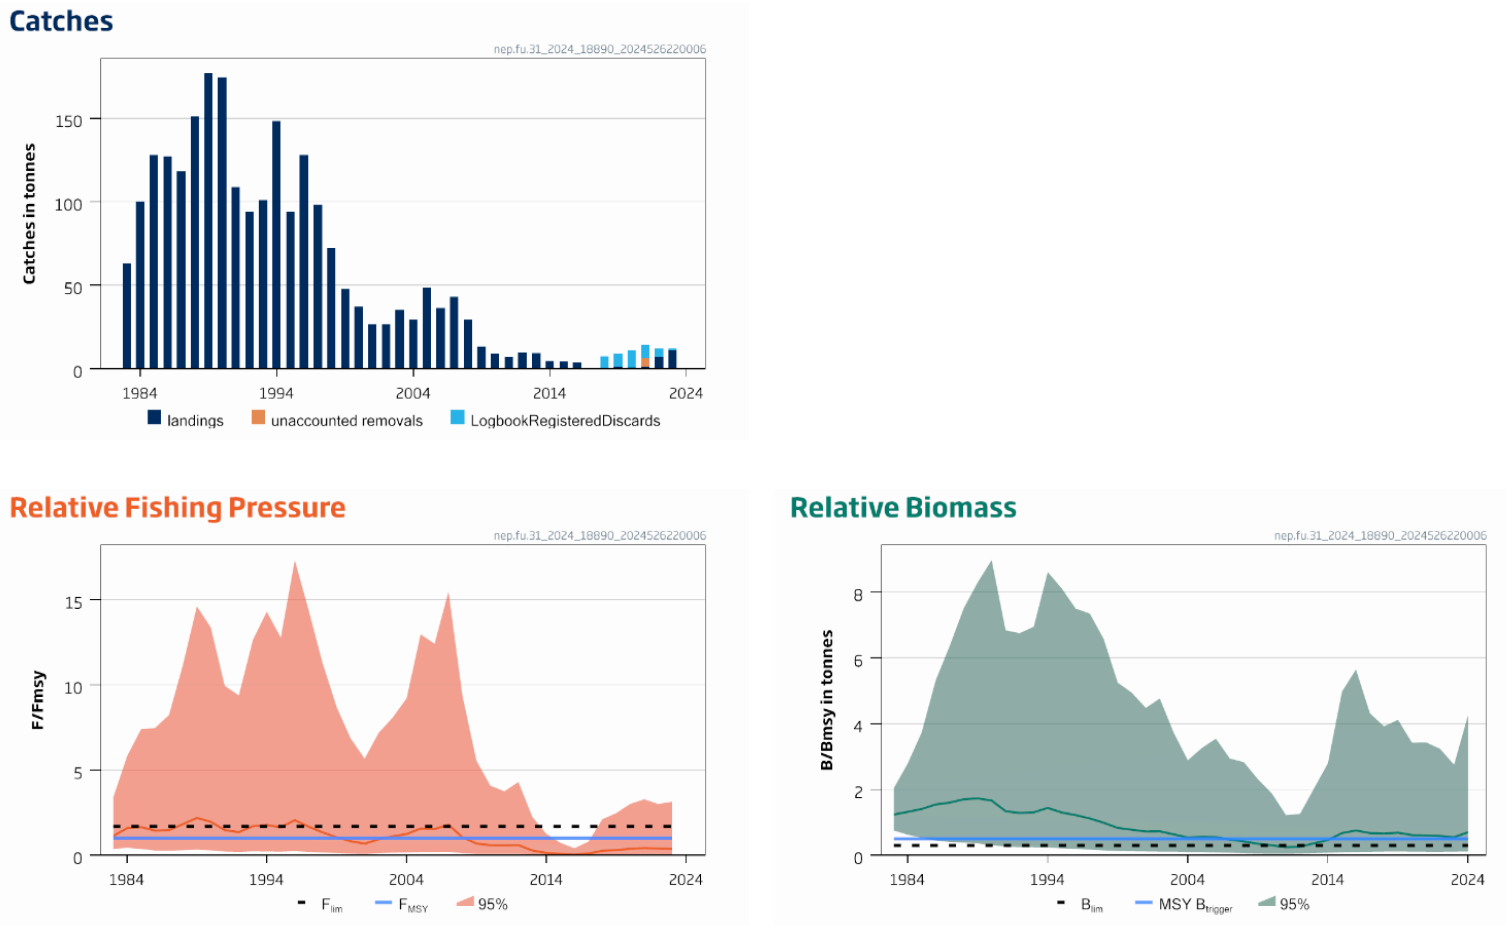 Catches
nep.fu.31_2024_18890_2024526220006
Catches in tonnes
150
100
50
0
1984 1994 2004 2014 2024
landings unaccounted removals LogbookRegisteredDiscards
Relative Fishing Pressure
nep.fu.31_2024_18890_2024526220006
F/Fmsy
15
10
5
0
1984 1994 2004 2014 2024
Flim FMSY 95%
Relative Biomass
nep.fu.31_2024_18890_2024526220006
B/Bmsy in tonnes
8
6
4
2
0
1984 1994 2004 2014 2024
Blim MSY Btrigger 95%